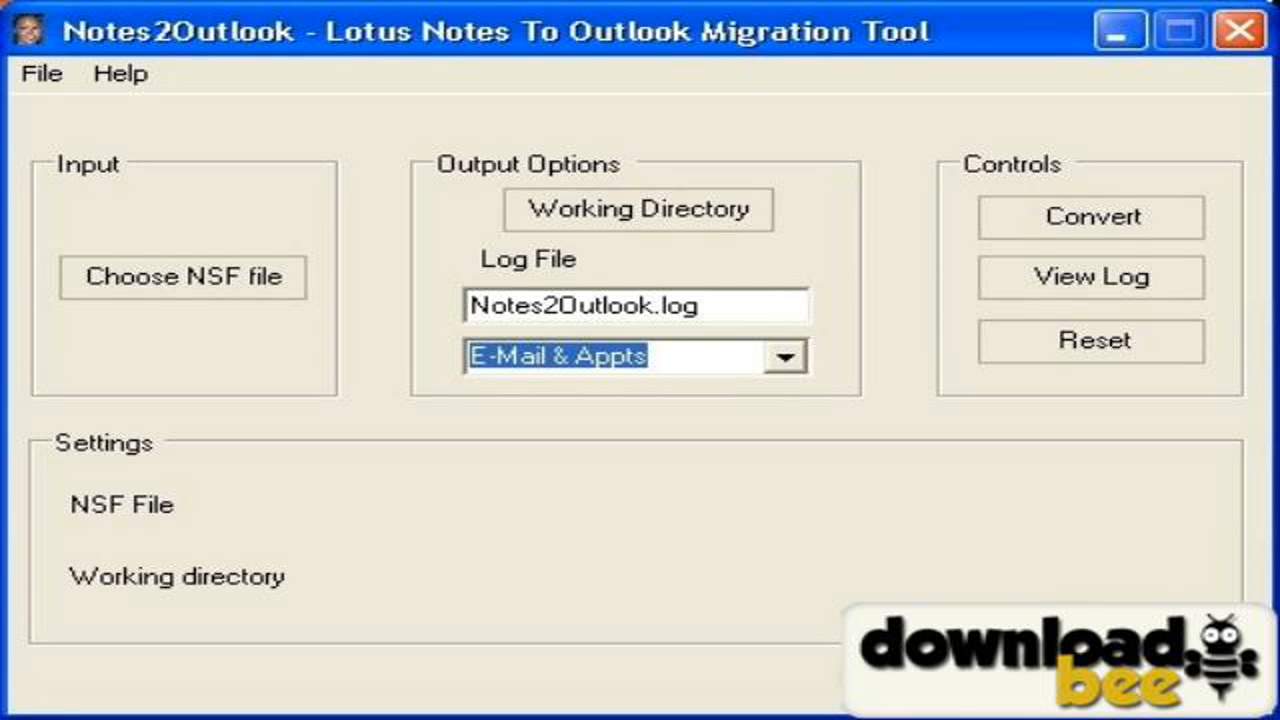 Notes2Outlook - Lotus Notes To Outlook Migration Tool
File Help
Input
Choose NSF file
Output Options
Working Directory
Log File
Notes2Outlook.log
E-Mail & Appts
Controls
Convert
View Log
Reset
Settings
NSF File
Working directory
download
bee